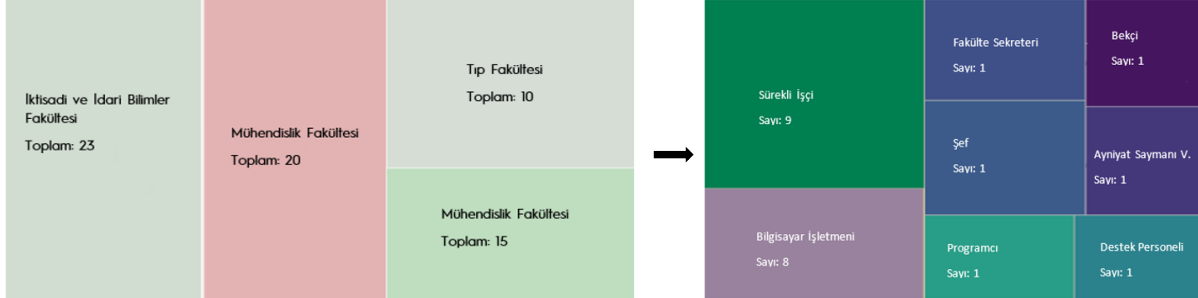 İktisadi ve İdari Bilimler
Fakültesi
Toplam: 23
Mühendislik Fakültesi
Toplam: 20
Tıp Fakültesi
Toplam: 10
Mühendislik Fakültesi
Toplam: 15
Sürekli İşçi
Sayı: 9
Bilgisayar İşletmeni
Sayı: 8
Fakülte Sekreteri
Sayı: 1
Şef
Sayı: 1
Bekçi
Sayı: 1
Ayniyat Saymanı V.
Sayı: 1
Programcı
Sayı: 1
Destek Personeli
Sayı: 1